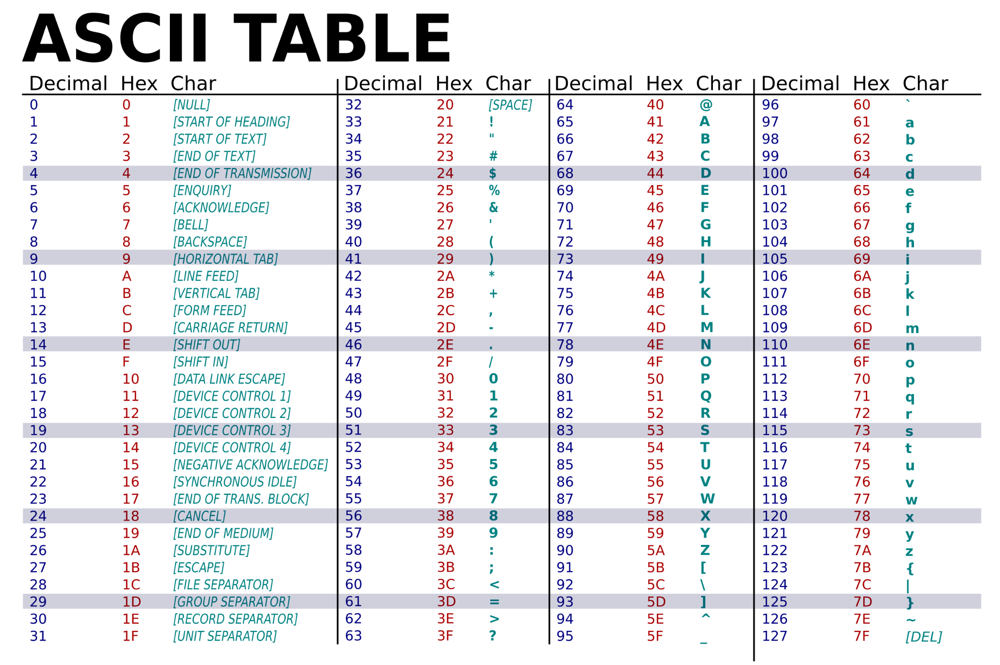 ASCII TABLE
Decimal Hex Char Decimal Hex Char Decimal Hex Char Decimal Hex Char
0 0 [NULL] 32 20 [SPACE] 64 40 @ 96 60 `
1 1 [START OF HEADING] 33 21 ! 65 41 A 97 61 a
2 2 [START OF TEXT] 34 22 " 66 42 B 98 62 b
3 3 [END OF TEXT] 35 23 # 67 43 C 99 63 c
4 4 [END OF TRANSMISSION] 36 24 $ 68 44 D 100 64 d
5 5 [ENQUIRY] 37 25 % 69 45 E 101 65 e
6 6 [ACKNOWLEDGE] 38 26 & 70 46 F 102 66 f
7 7 [BELL] 39 27 ' 71 47 G 103 67 g
8 8 [BACKSPACE] 40 28 ( 72 48 H 104 68 h
9 9 [HORIZONTAL TAB] 41 29 ) 73 49 I 105 69 i
10 A [LINE FEED] 42 2A * 74 4A J 106 6A j
11 B [VERTICAL TAB] 43 2B + 75 4B K 107 6B k
12 C [FORM FEED] 44 2C , 76 4C L 108 6C l
13 D [CARRIAGE RETURN] 45 2D - 77 4D M 109 6D m
14 E [SHIFT OUT] 46 2E . 78 4E N 110 6E n
15 F [SHIFT IN] 47 2F / 79 4F O 111 6F o
16 10 [DATA LINK ESCAPE] 48 30 0 80 50 P 112 70 p
17 11 [DEVICE CONTROL 1] 49 31 1 81 51 Q 113 71 q
18 12 [DEVICE CONTROL 2] 50 32 2 82 52 R 114 72 r
19 13 [DEVICE CONTROL 3] 51 33 3 83 53 S 115 73 s
20 14 [DEVICE CONTROL 4] 52 34 4 84 54 T 116 74 t
21 15 [NEGATIVE ACKNOWLEDGE] 53 35 5 85 55 U 117 75 u
22 16 [SYNCHRONOUS IDLE] 54 36 6 86 56 V 118 76 v
23 17 [END OF TRANS. BLOCK] 55 37 7 87 57 W 119 77 w
24 18 [CANCEL] 56 38 8 88 58 X 120 78 x
25 19 [END OF MEDIUM] 57 39 9 89 59 Y 121 79 y
26 1A [SUBSTITUTE] 58 3A : 90 5A Z 122 7A z
27 1B [ESCAPE] 59 3B ; 91 5B [ 123 7B {
28 1C [FILE SEPARATOR] 60 3C < 92 5C \ 124 7C |
29 1D [GROUP SEPARATOR] 61 3D = 93 5D ] 125 7D }
30 1E [RECORD SEPARATOR] 62 3E > 94 5E ^ 126 7E ~
31 1F [UNIT SEPARATOR] 63 3F ? 95 5F _ 127 7F [DEL]